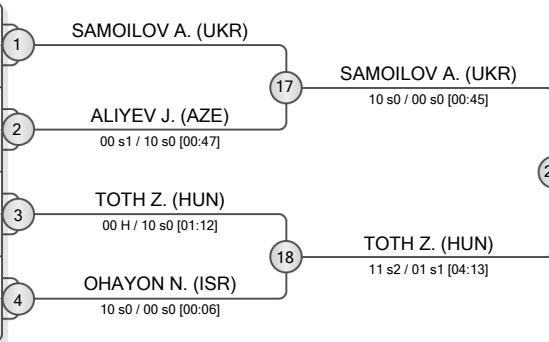 1
SAMOILOV A. (UKR)
17
SAMOILOV A. (UKR)
10 s0 / 00 s0 [00:45]
2
ALIYEV J. (AZE)
00 s1 / 10 s0 [00:47]
3
TOTH Z. (HUN)
00 H / 10 s0 [01:12]
18
TOTH Z. (HUN)
11 s2 / 01 s1 [04:13]
4
OHAYON N. (ISR)
10 s0 / 00 s0 [00:06]